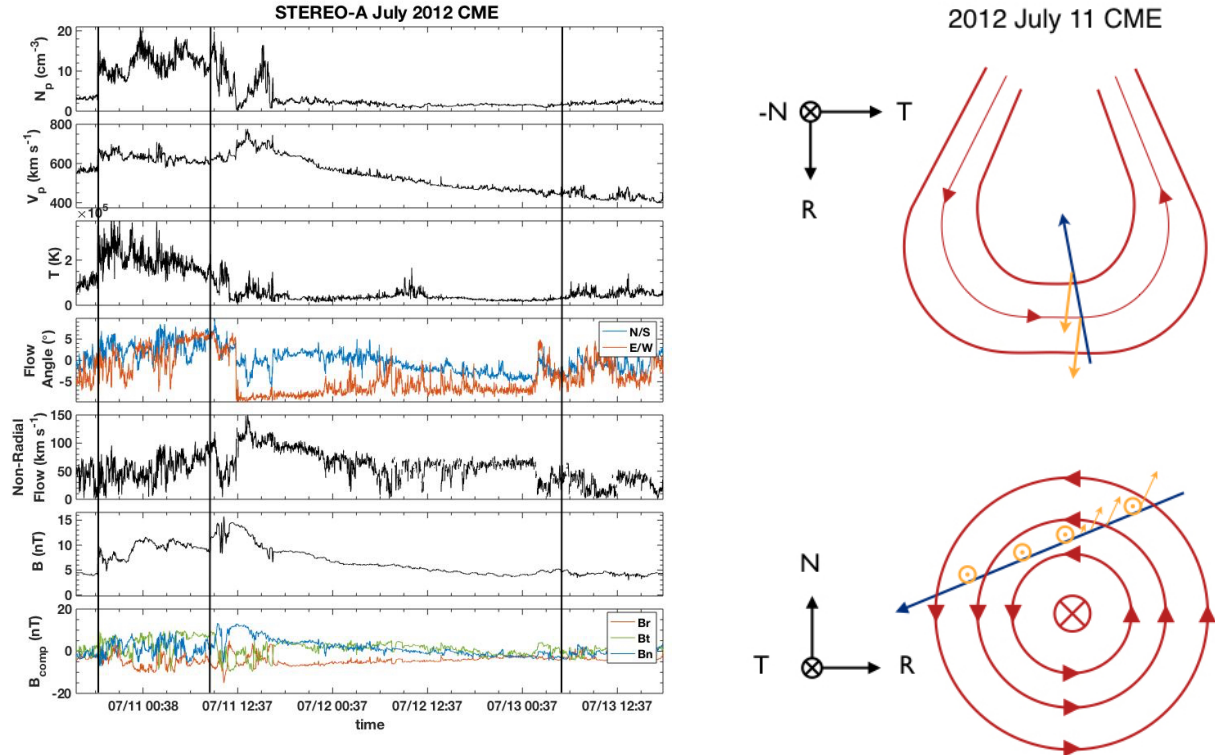 STEREO-A July 2012 CME
20
10
0
N_p (cm^-3)
800
600
400
V_p (km s^-1)
×10^5
2
0
T (K)
5
0
-5
Flow
Angle (°)
N/S
E/W
150
100
50
0
Non-Radial
Flow (km s^-1)
15
10
5
0
B (nT)
20
0
-20
B_comp (nT)
Br
Bt
Bn
07/11 00:38 07/11 12:37 07/12 00:37 07/12 12:37 07/13 00:37 07/13 12:37
time
2012 July 11 CME
-N T
R
N
T R